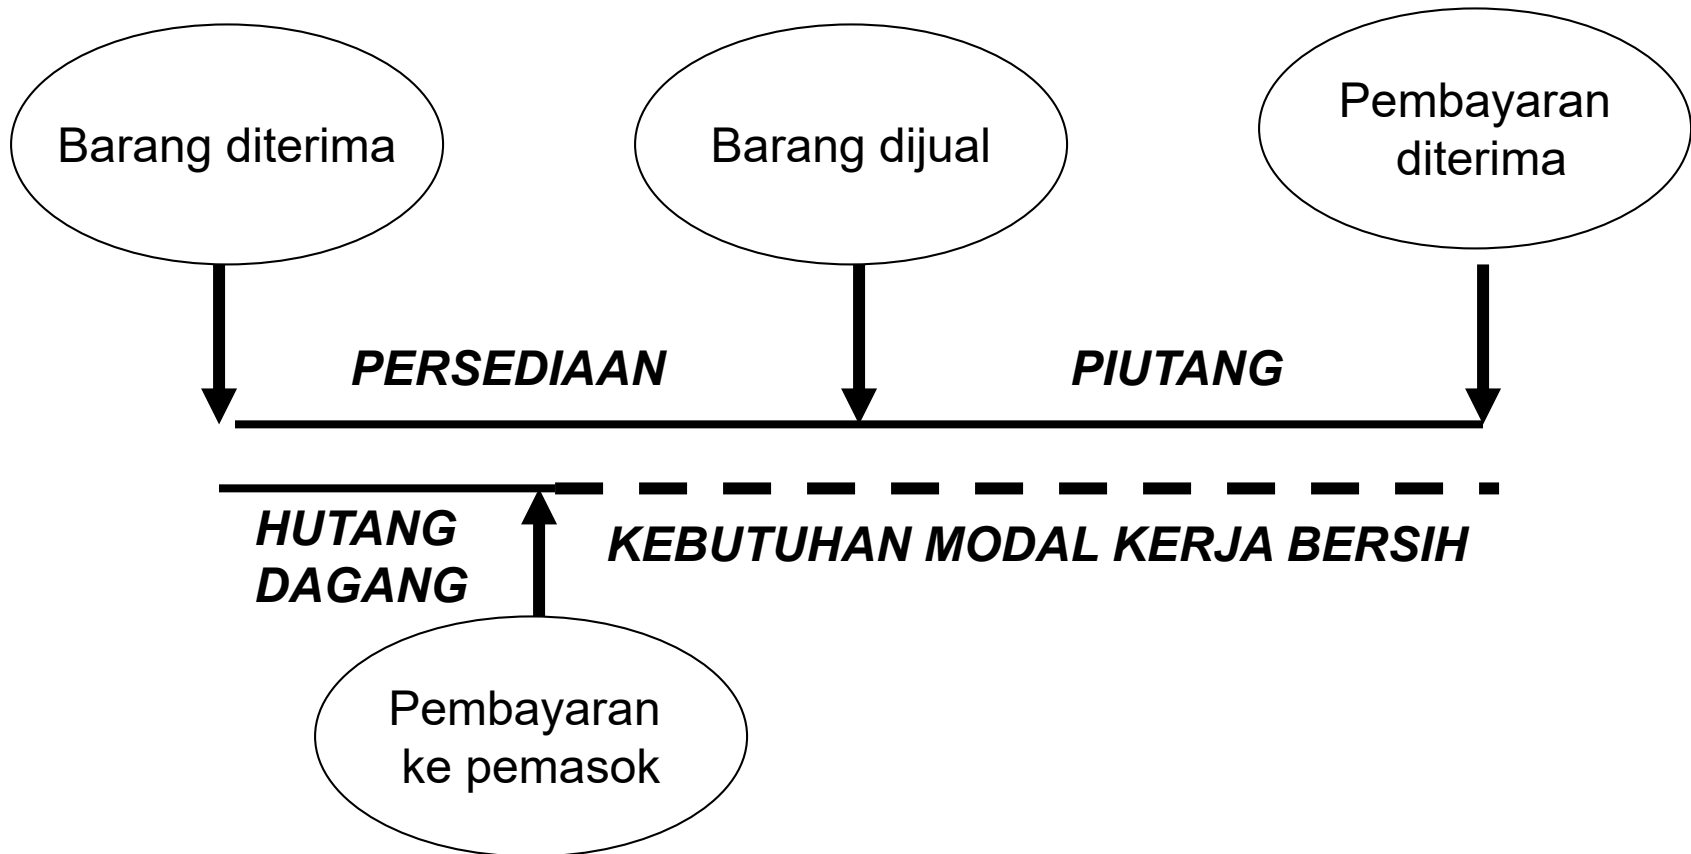 Barang diterima
Barang dijual
Pembayaran
diterima
PERSEDIAAN
PIUTANG
HUTANG
DAGANG
KEBUTUHAN MODAL KERJA BERSIH
Pembayaran
ke pemasok